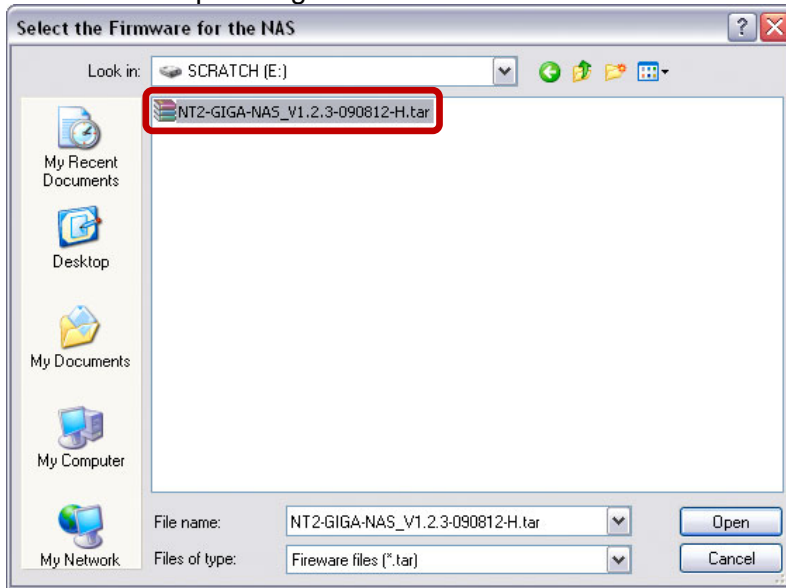 Select the Firmware for the NAS
Look in:
SCRATCH (E:)
NT2-GIGA-NAS_V1.2.3-090812-H.tar
My Recent
Documents
Desktop
My Documents
My Computer
My Network
File name:
NT2-GIGA-NAS_V1.2.3-090812-H.tar
Open
Files of type:
Fireware files (*.tar)
Cancel